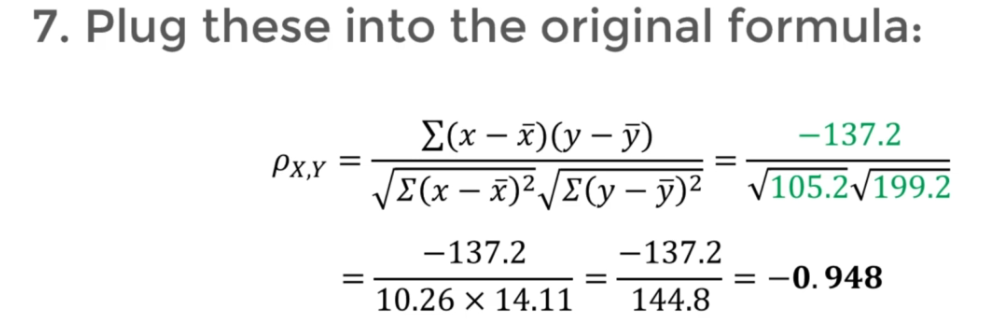 7. Plug these into the original formula:
ρX,Y = Σ(x − x̄)(y − ȳ) / √Σ(x − x̄)² √Σ(y − ȳ)² = −137.2 / √105.2√199.2
= −137.2 / 10.26 × 14.11 = −137.2 / 144.8 = −0.948